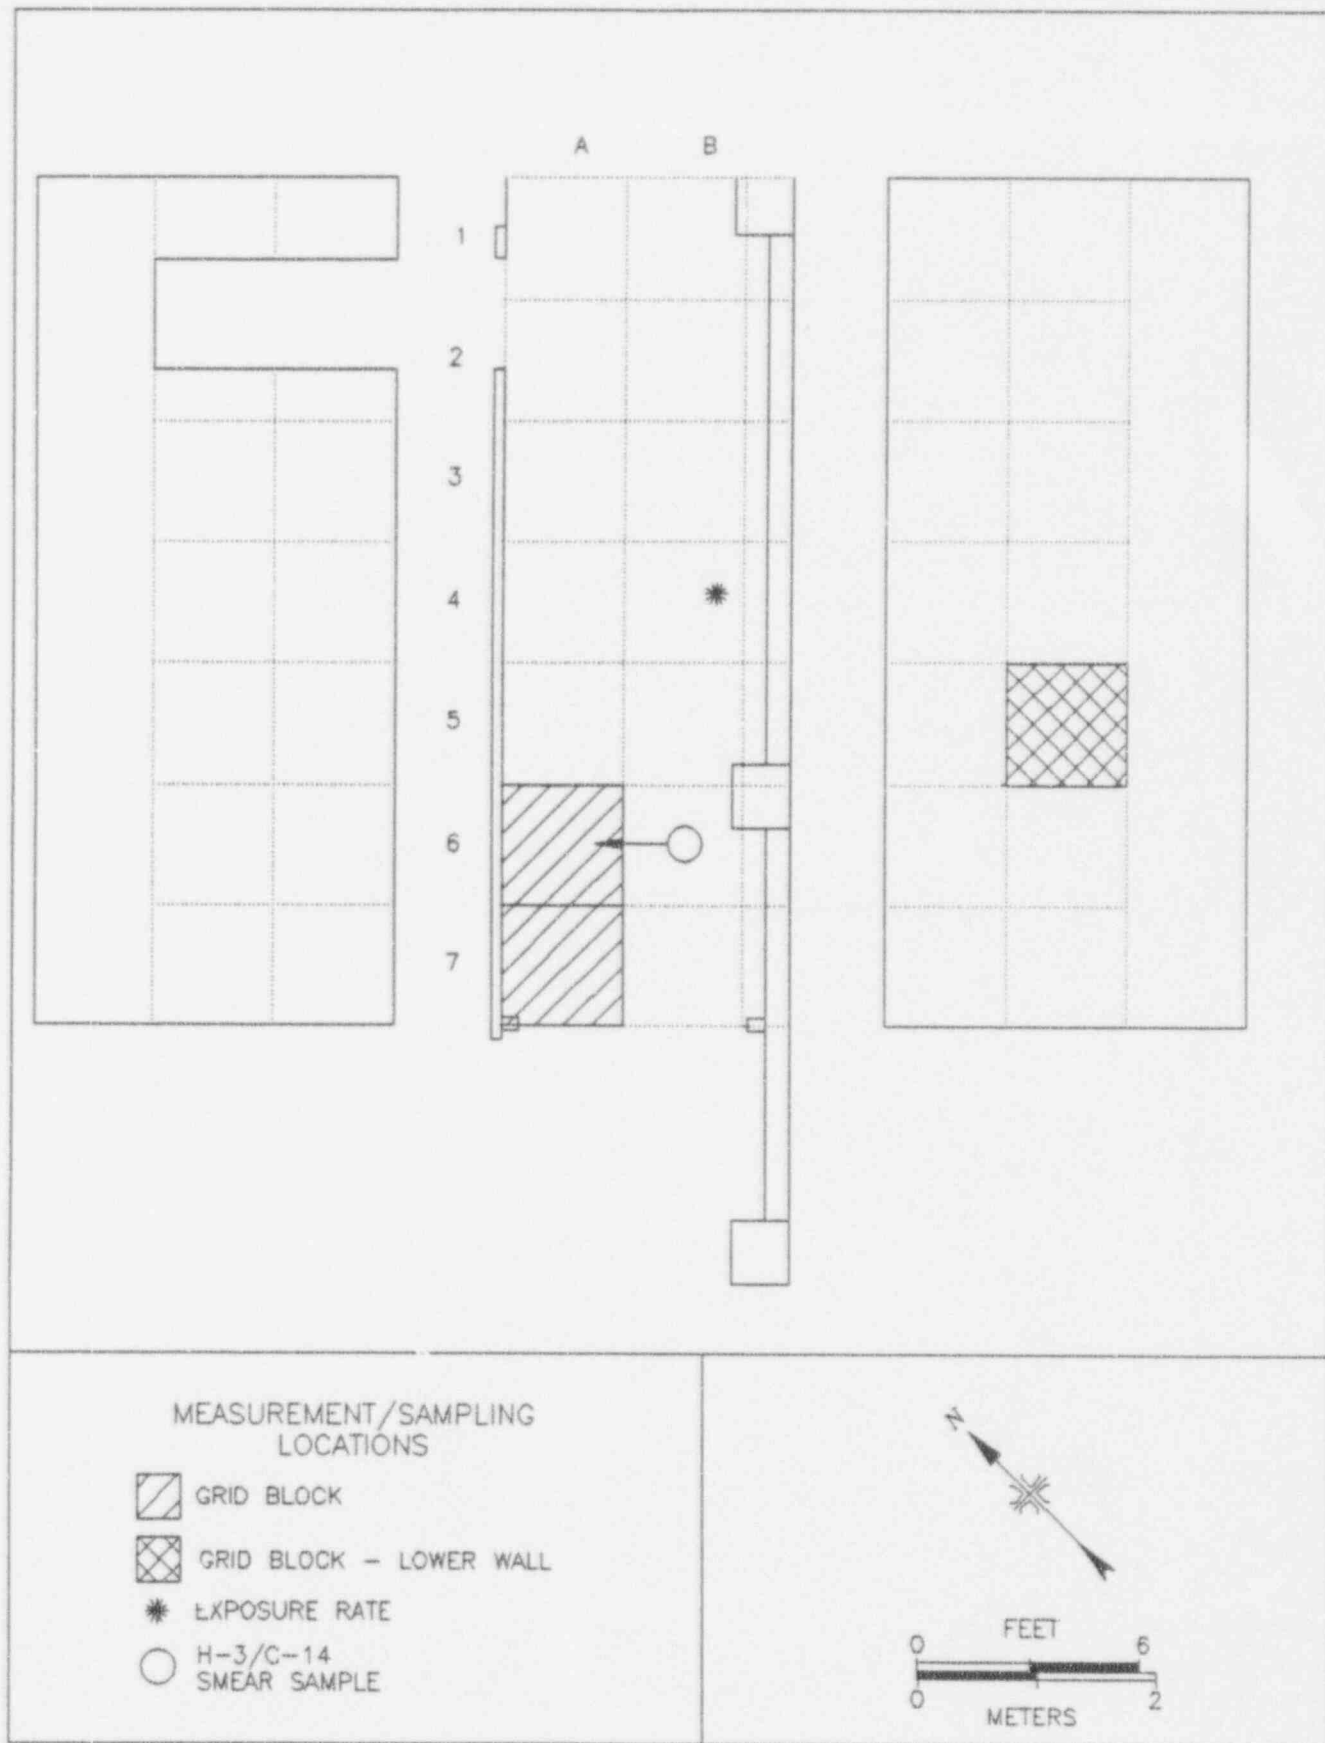 A B
1
2
3
4
5
6
7
MEASUREMENT/SAMPLING
LOCATIONS
GRID BLOCK
GRID BLOCK - LOWER WALL
EXPOSURE RATE
H-3/C-14
SMEAR SAMPLE
N
FEET
0 6
0 2
METERS